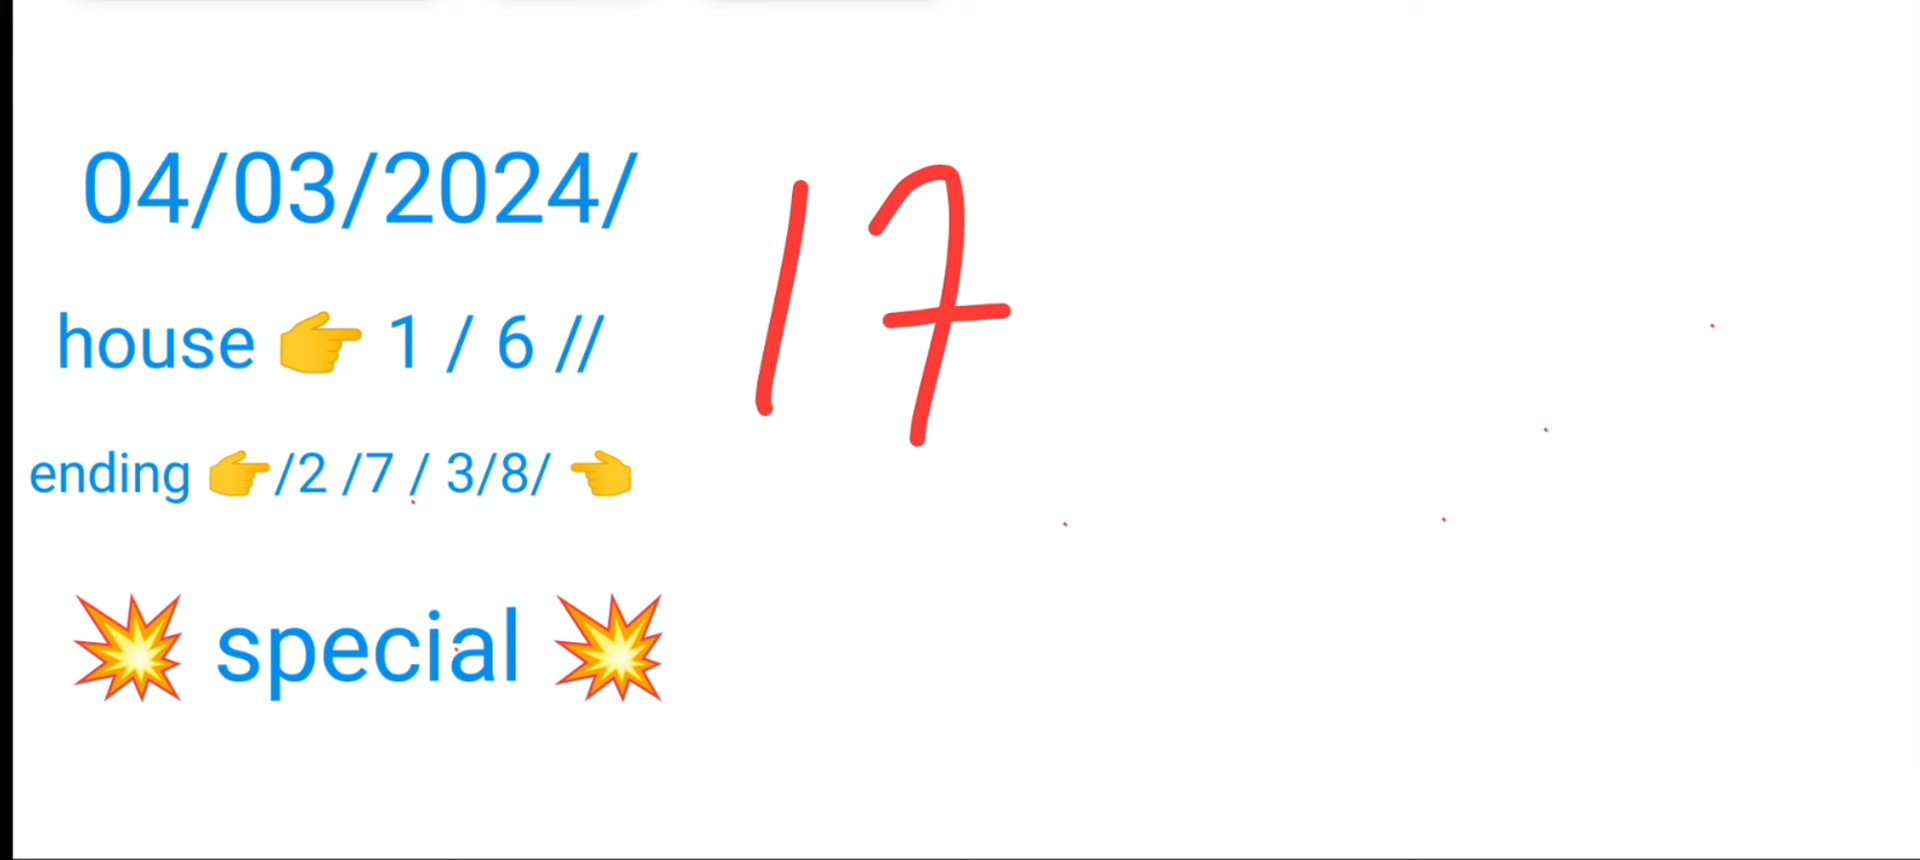 04/03/2024/
17
house 👉 1 / 6 //
ending 👉/2 /7 / 3/8/ 👈
💥 special 💥